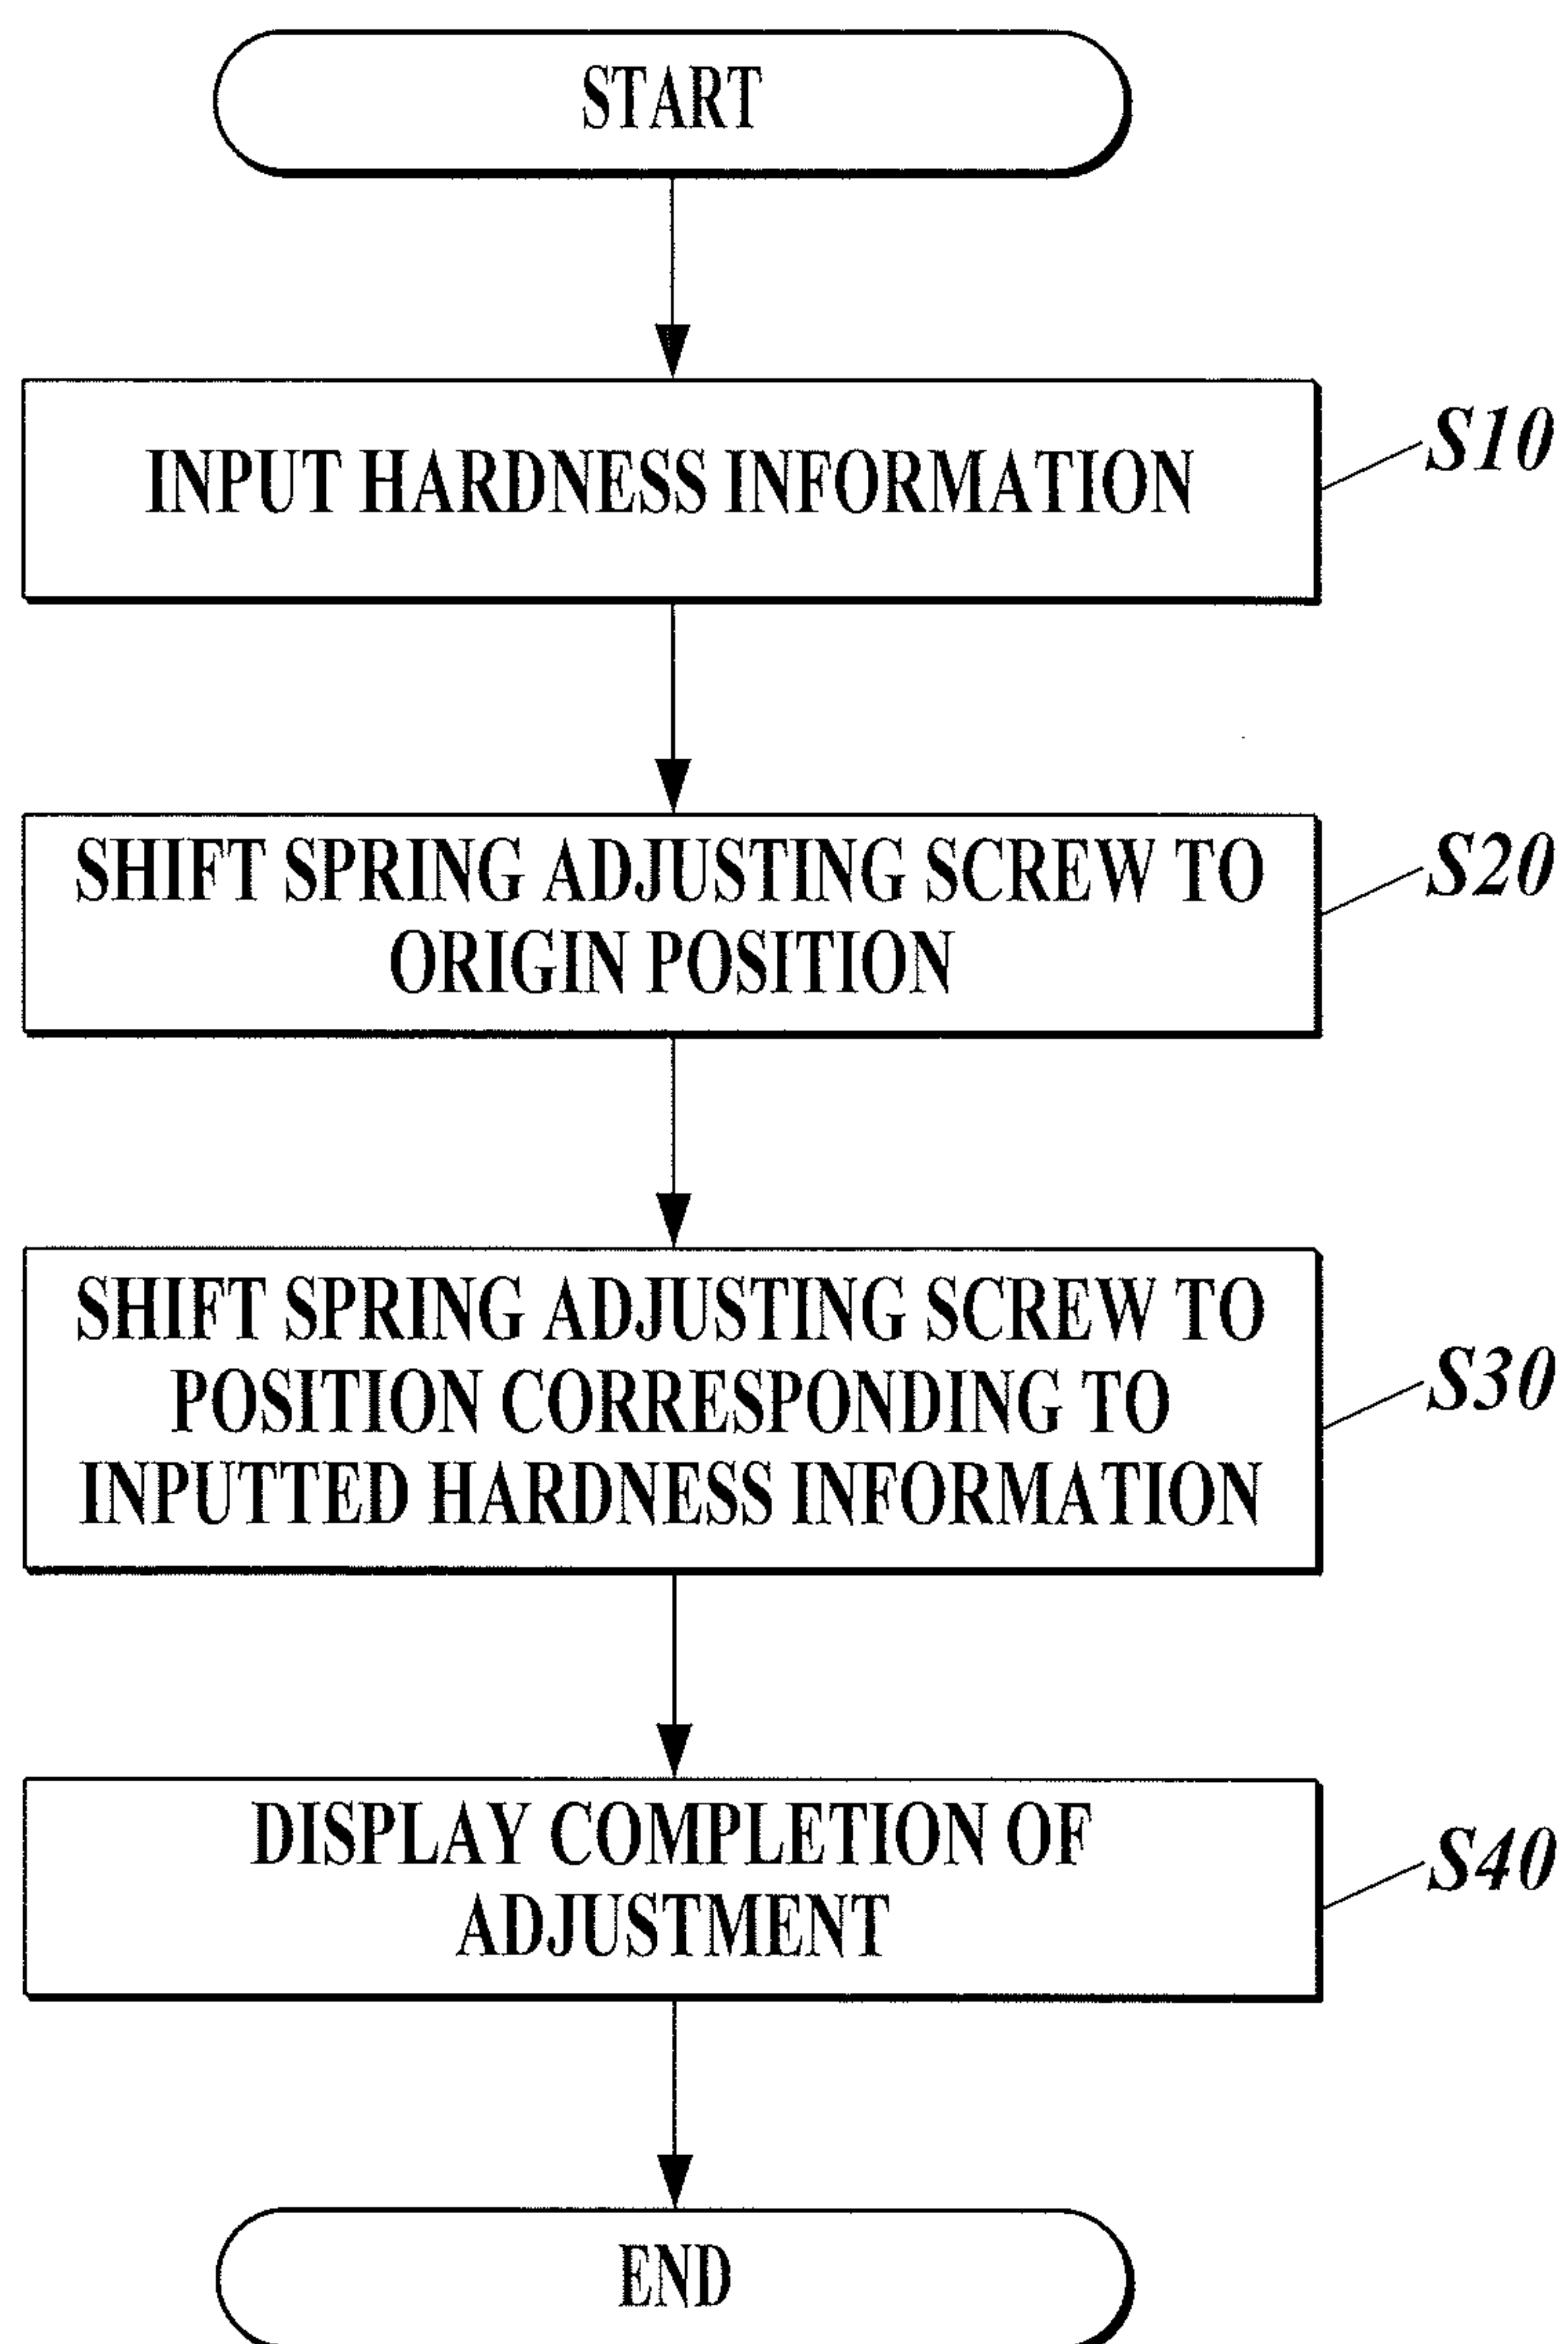 START
INPUT HARDNESS INFORMATION
S10
SHIFT SPRING ADJUSTING SCREW TO
ORIGIN POSITION
S20
SHIFT SPRING ADJUSTING SCREW TO
POSITION CORRESPONDING TO
INPUTTED HARDNESS INFORMATION
S30
DISPLAY COMPLETION OF
ADJUSTMENT
S40
END